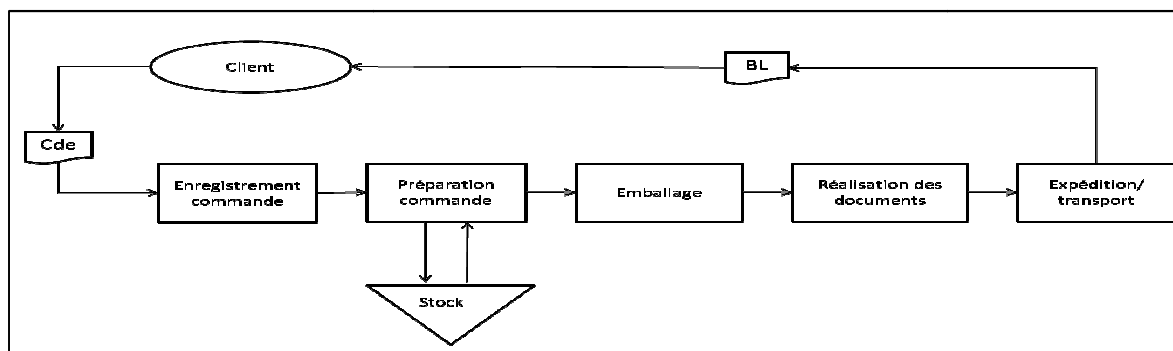 Client
BL
Cde
Enregistrement
commande
Préparation
commande
Emballage
Réalisation des
documents
Expédition/
transport
Stock